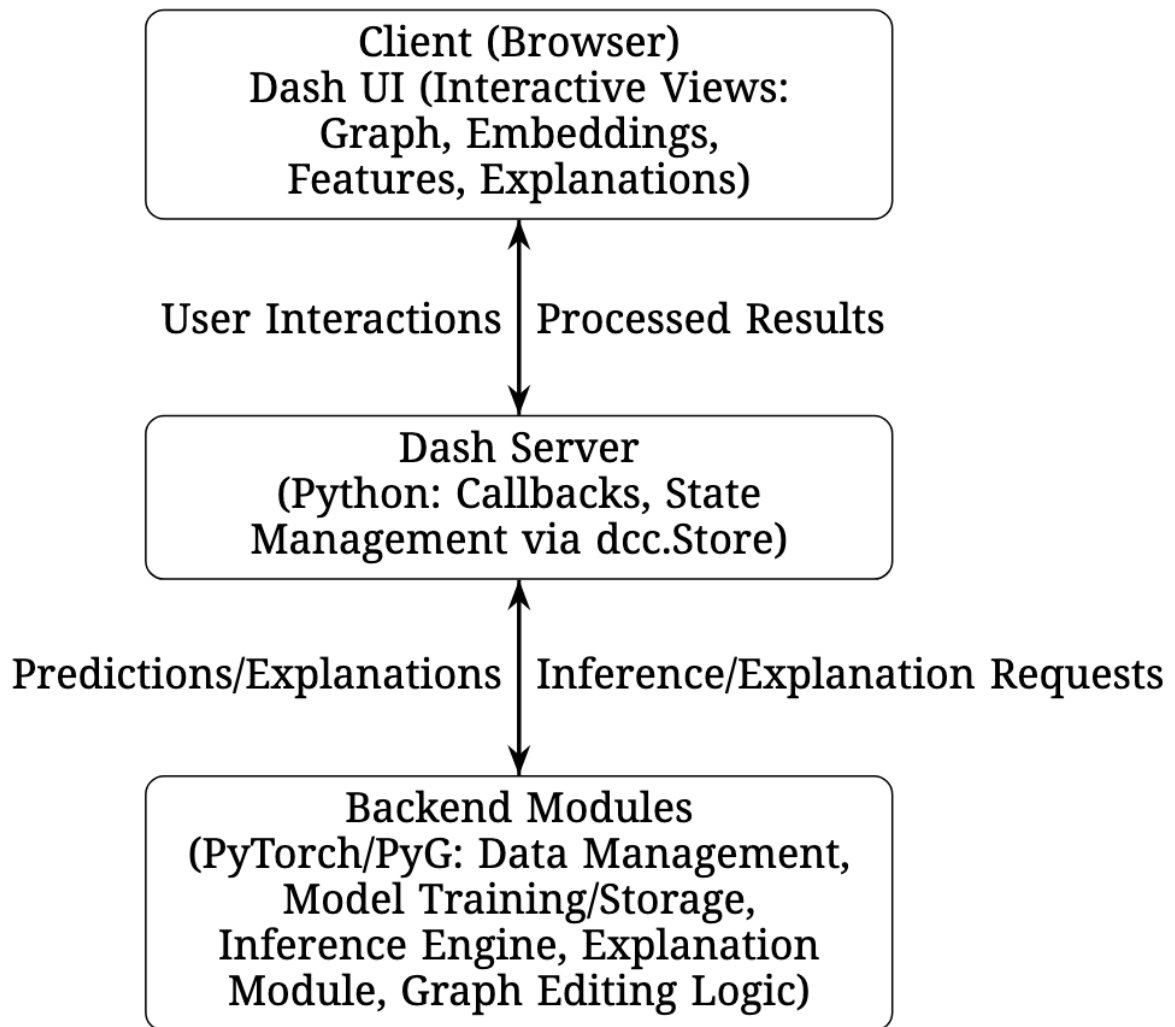 Client (Browser)
Dash UI (Interactive Views:
Graph, Embeddings,
Features, Explanations)
User Interactions
Processed Results
Dash Server
(Python: Callbacks, State
Management via dcc.Store)
Predictions/Explanations
Inference/Explanation Requests
Backend Modules
(PyTorch/PyG: Data Management,
Model Training/Storage,
Inference Engine, Explanation
Module, Graph Editing Logic)